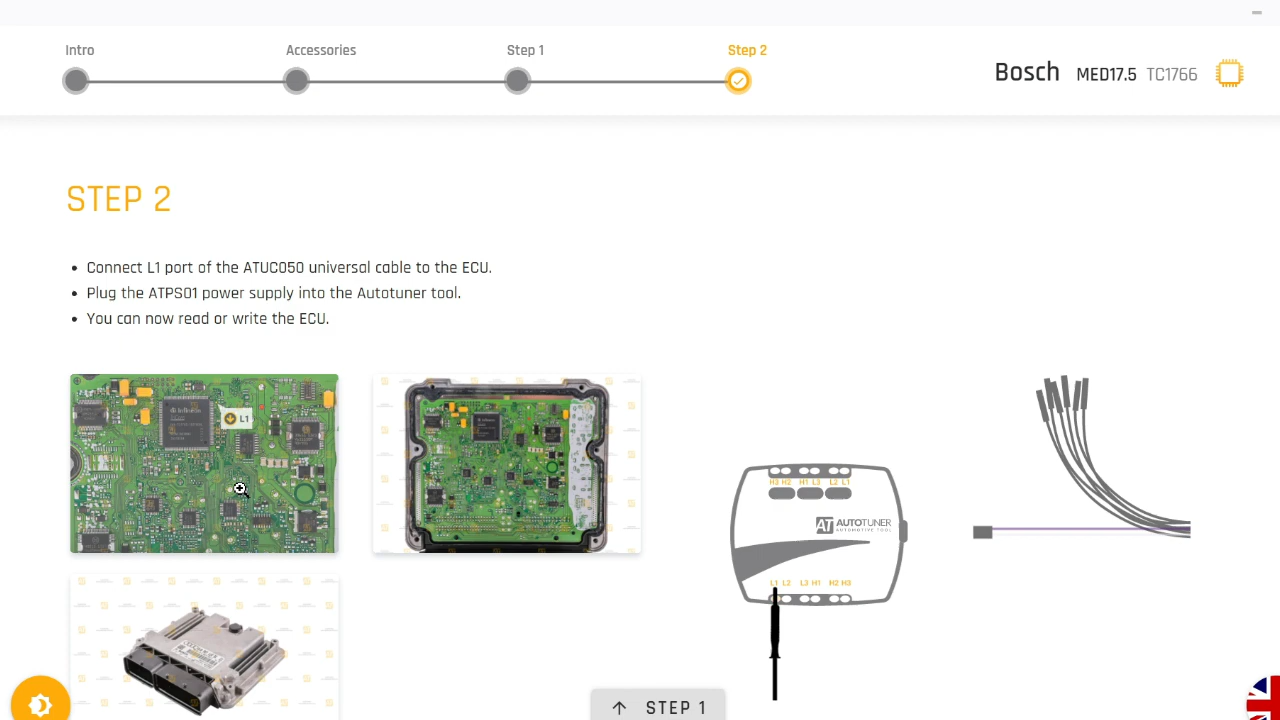 Intro
Accessories
Step 1
Step 2
Bosch MED17.5 TC1766
STEP 2
• Connect L1 port of the ATUC050 universal cable to the ECU.
• Plug the ATPS01 power supply into the Autotuner tool.
• You can now read or write the ECU.
L1
H3 H2 H1 L3 L2 L1
AT AUTOTUNER
AUTOMOTIVE TOOL
L1 L2 L3 H1 H2 H3
STEP 1